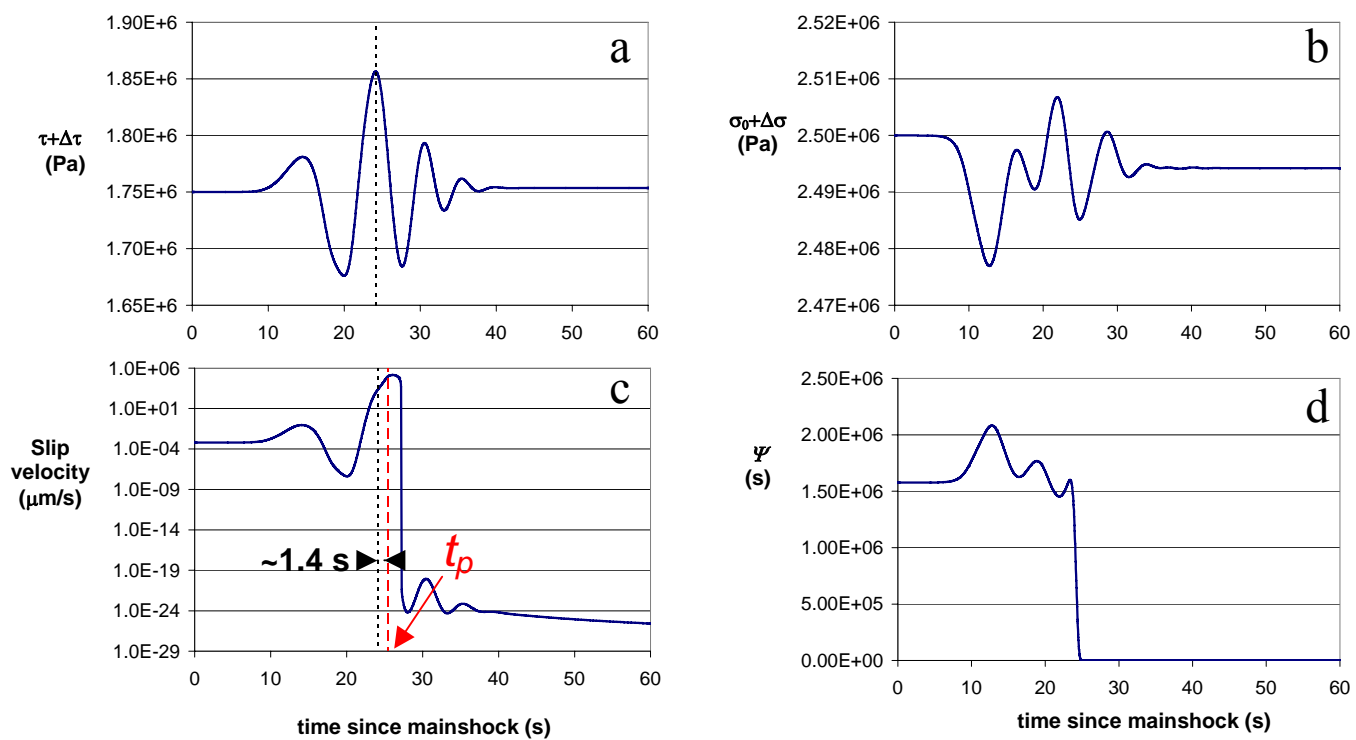 a
1.90E+6
1.85E+6
1.80E+6
1.75E+6
1.70E+6
1.65E+6
τ+Δτ
(Pa)
0 10 20 30 40 50 60
b
2.52E+06
2.51E+06
2.50E+06
2.49E+06
2.48E+06
2.47E+06
σ0+Δσ
(Pa)
0 10 20 30 40 50 60
c
1.0E+06
1.0E+01
1.0E-04
1.0E-09
1.0E-14
1.0E-19
1.0E-24
1.0E-29
Slip
velocity
(μm/s)
~1.4 s
tp
0 10 20 30 40 50 60
time since mainshock (s)
d
2.50E+06
2.00E+06
1.50E+06
1.00E+06
5.00E+05
0.00E+00
Ψ
(s)
0 10 20 30 40 50 60
time since mainshock (s)